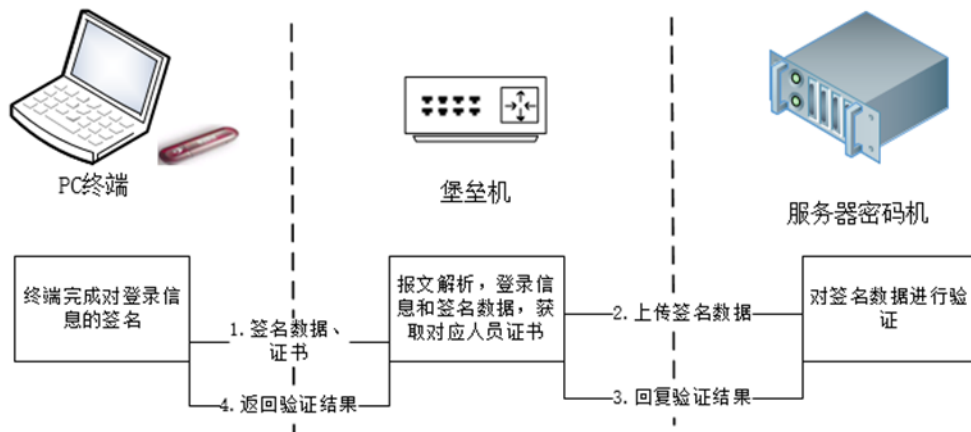 PC终端
堡垒机
服务器密码机
终端完成对登录信
息的签名
1.签名数据、
证书
4.返回验证结果
报文解析，登录信
息和签名数据，获
取对应人员证书
2.上传签名数据
3.回复验证结果
对签名数据进行验
证